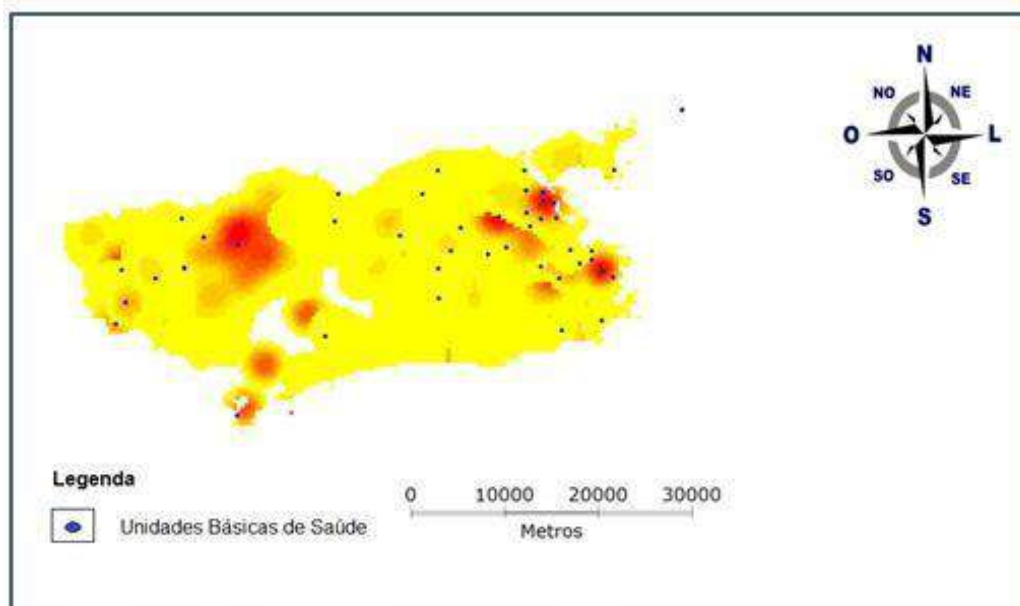 N
NO NE
O L
SO SE
S
Legenda
Unidades Básicas de Saúde
0 10000 20000 30000
Metros